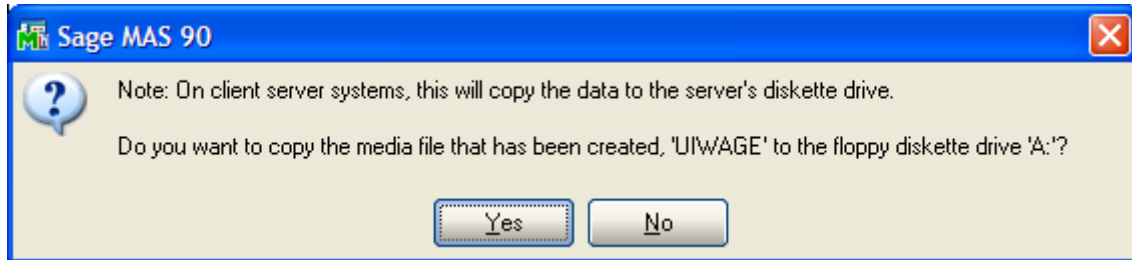 Sage MAS 90
Note: On client server systems, this will copy the data to the server's diskette drive.
Do you want to copy the media file that has been created, 'UIWAGE' to the floppy diskette drive 'A:'?
Yes No